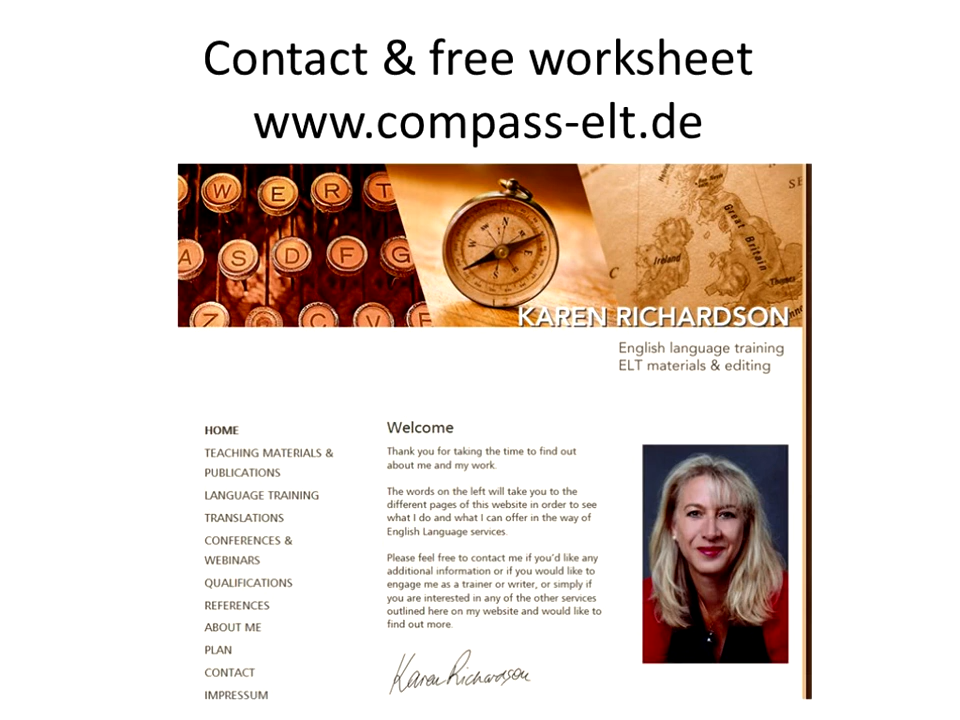 Contact & free worksheet
www.compass-elt.de
W E R T
A S D F G
Z C V F
W N E
Ireland
Great Britain
Thames
SE
C
KAREN RICHARDSON
English language training
ELT materials & editing
HOME
TEACHING MATERIALS &
PUBLICATIONS
LANGUAGE TRAINING
TRANSLATIONS
CONFERENCES &
WEBINARS
QUALIFICATIONS
REFERENCES
ABOUT ME
PLAN
CONTACT
IMPRESSUM
Welcome
Thank you for taking the time to find out
about me and my work.
The words on the left will take you to the
different pages of this website in order to see
what I do and what I can offer in the way of
English Language services.
Please feel free to contact me if you'd like any
additional information or if you would like to
engage me as a trainer or writer, or simply if
you are interested in any of the other services
outlined here on my website and would like to
find out more.
Karen Richardson